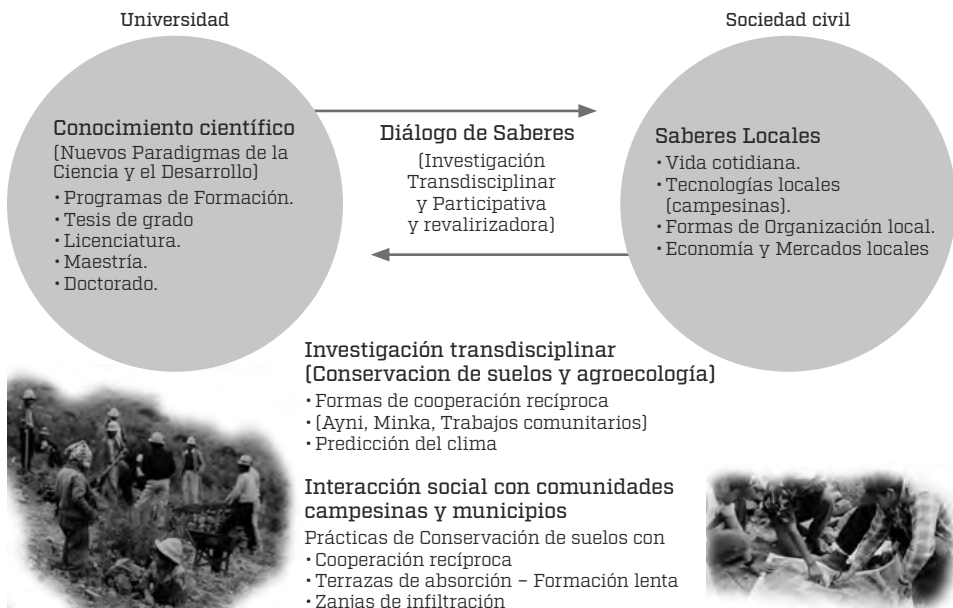 Universidad
Sociedad civil
Conocimiento científico
(Nuevos Paradigmas de la
Ciencia y el Desarrollo)
• Programas de Formación.
• Tesis de grado
• Licenciatura.
• Maestría.
• Doctorado.
Diálogo de Saberes
(Investigación
Transdisciplinar
y Participativa
y revalirizadora)
Saberes Locales
• Vida cotidiana.
• Tecnologías locales
(campesinas).
• Formas de Organización local.
• Economía y Mercados locales
Investigación transdisciplinar
(Conservacion de suelos y agroecología)
• Formas de cooperación recíproca
• (Ayni, Minka, Trabajos comunitarios)
• Predicción del clima
Interacción social con comunidades
campesinas y municipios
Prácticas de Conservación de suelos con
• Cooperación recíproca
• Terrazas de absorción – Formación lenta
• Zanjas de infiltración